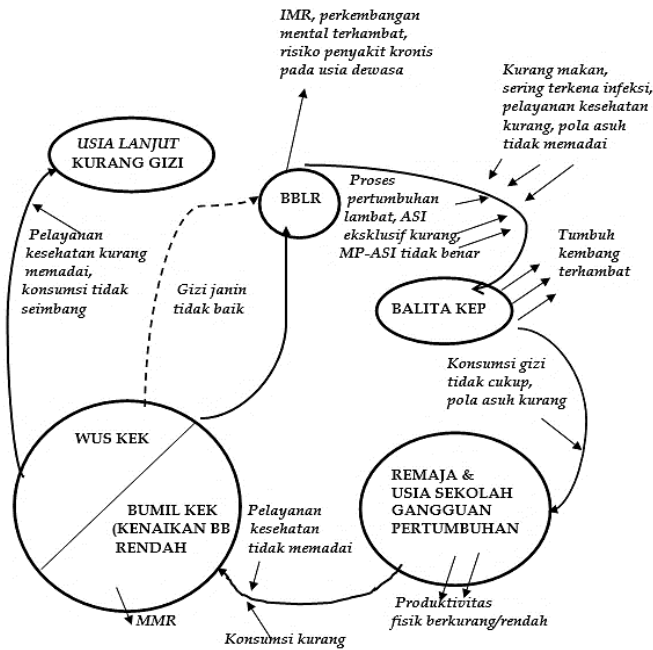 IMR, perkembangan
mental terhambat,
risiko penyakit kronis
pada usia dewasa
Kurang makan,
sering terkena infeksi,
pelayanan kesehatan
kurang, pola asuh
tidak memadai
USIA LANJUT
KURANG GIZI
BBLR
Proses
pertumbuhan
lambat, ASI
eksklusif kurang,
MP-ASI tidak benar
Tumbuh
kembang
terhambat
Pelayanan
kesehatan kurang
memadai,
konsumsi tidak
seimbang
Gizi janin
tidak baik
BALITA KEP
Konsumsi gizi
tidak cukup,
pola asuh kurang
WUS KEK
BUMIL KEK
(KENAIKAN BB
RENDAH
Pelayanan
kesehatan
tidak memadai
REMAJA &
USIA SEKOLAH
GANGGUAN
PERTUMBUHAN
MMR
Konsumsi kurang
Produktivitas
fisik berkurang/rendah